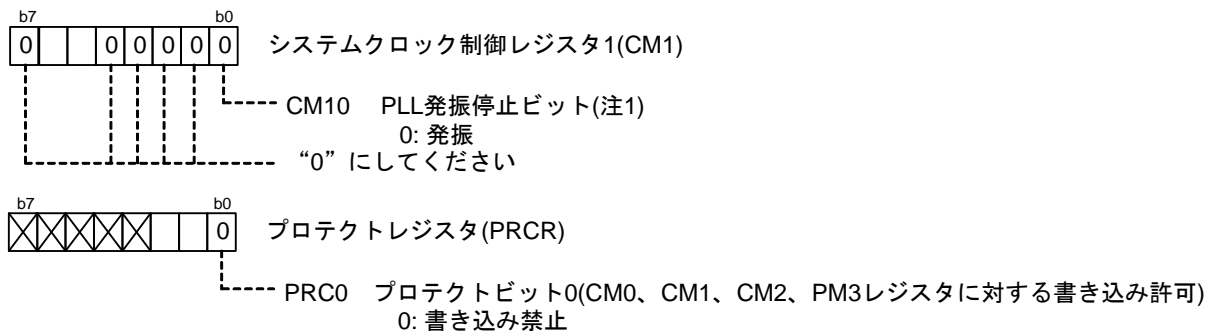 b7 b0
0 0 0 0 0 0 システムクロック制御レジスタ1(CM1)
CM10 PLL発振停止ビット(注1)
0: 発振
“0”にしてください
b7 b0
0 プロテクトレジスタ(PRCR)
PRC0 プロテクトビット0(CM0、CM1、CM2、PM3レジスタに対する書き込み許可)
0: 書き込み禁止